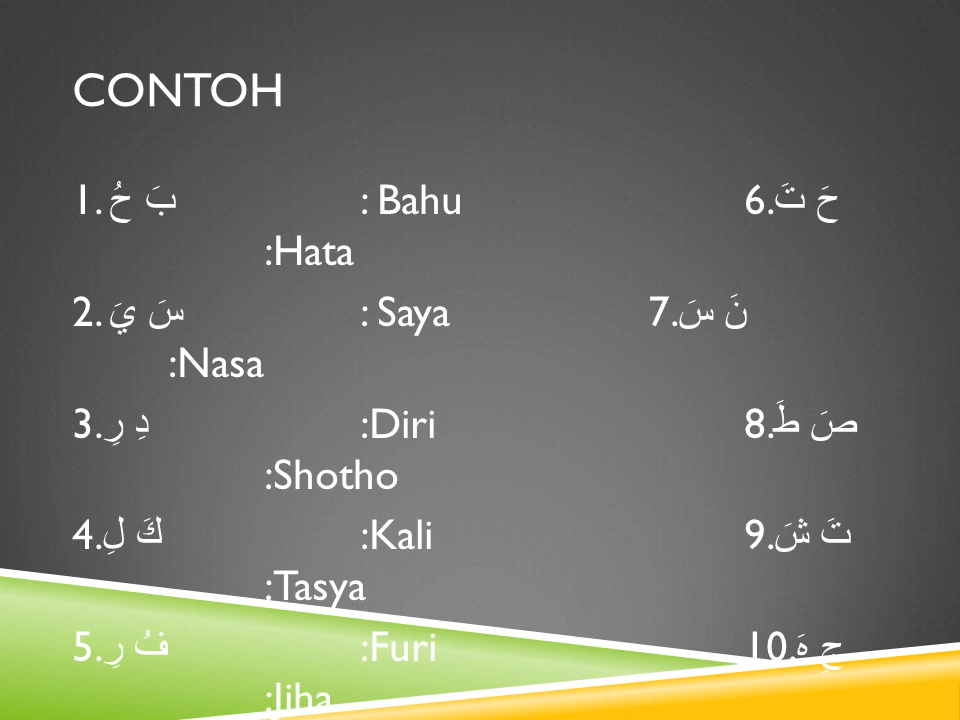 CONTOH
1. بَ حُ : Bahu 6.حَ تَ
:Hata
2. سَ يَ : Saya 7.نَ سَ
:Nasa
3.دِ رِ :Diri 8.صَ طَ
:Shotho
4.كَ لِ :Kali 9.تَ شَ
:Tasya
5.فُ رِ :Furi 10.جِ هَ
:Jiha